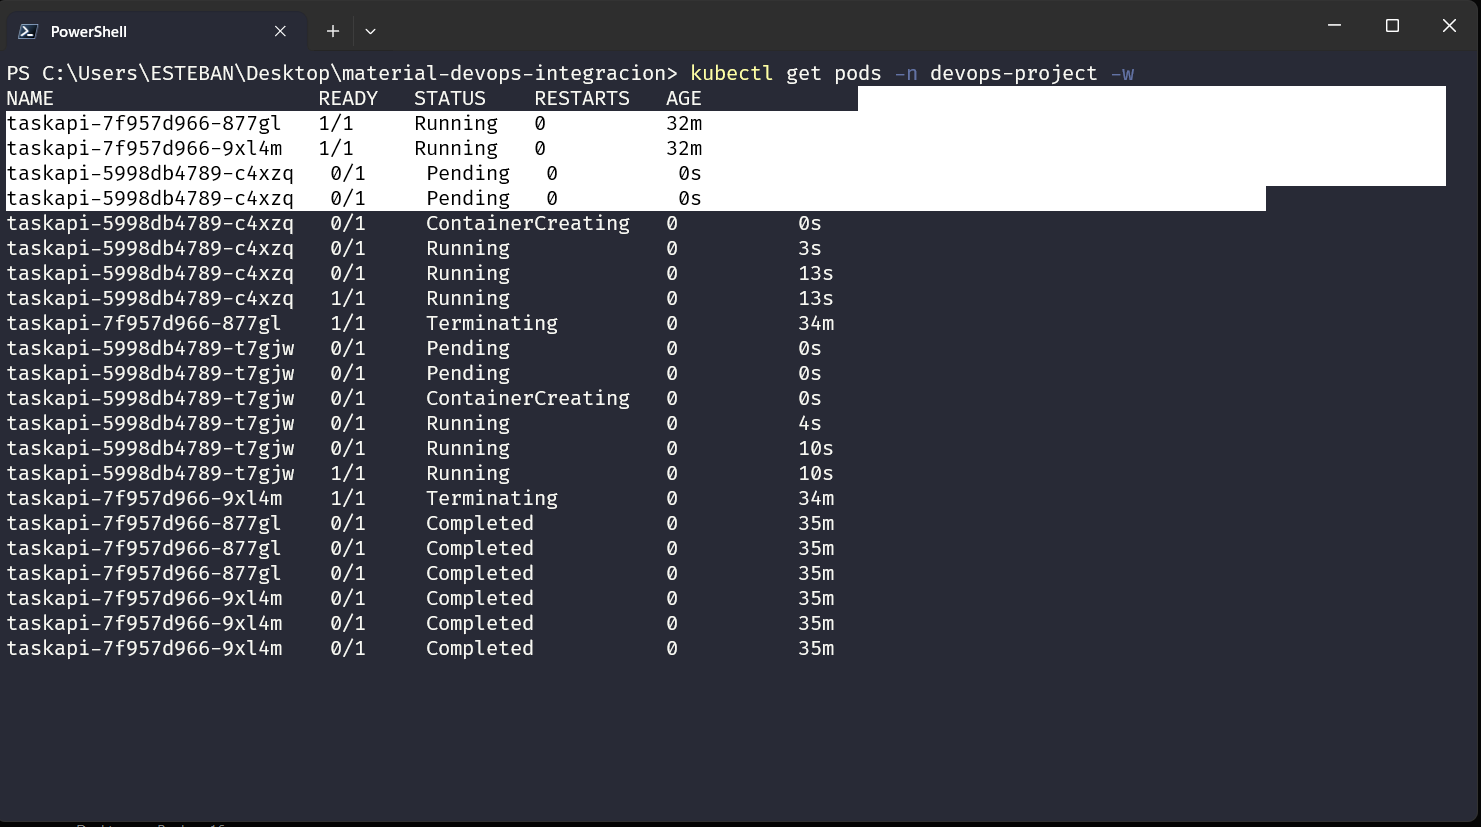 PowerShell
PS C:\Users\ESTEBAN\Desktop\material-devops-integracion> kubectl get pods -n devops-project -w
NAME READY STATUS RESTARTS AGE
taskapi-7f957d966-877gl 1/1 Running 0 32m
taskapi-7f957d966-9xl4m 1/1 Running 0 32m
taskapi-5998db4789-c4xzq 0/1 Pending 0 0s
taskapi-5998db4789-c4xzq 0/1 Pending 0 0s
taskapi-5998db4789-c4xzq 0/1 ContainerCreating 0 0s
taskapi-5998db4789-c4xzq 0/1 Running 0 3s
taskapi-5998db4789-c4xzq 0/1 Running 0 13s
taskapi-5998db4789-c4xzq 1/1 Running 0 13s
taskapi-7f957d966-877gl 1/1 Terminating 0 34m
taskapi-5998db4789-t7gjw 0/1 Pending 0 0s
taskapi-5998db4789-t7gjw 0/1 Pending 0 0s
taskapi-5998db4789-t7gjw 0/1 ContainerCreating 0 0s
taskapi-5998db4789-t7gjw 0/1 Running 0 4s
taskapi-5998db4789-t7gjw 0/1 Running 0 10s
taskapi-5998db4789-t7gjw 1/1 Running 0 10s
taskapi-7f957d966-9xl4m 1/1 Terminating 0 34m
taskapi-7f957d966-877gl 0/1 Completed 0 35m
taskapi-7f957d966-877gl 0/1 Completed 0 35m
taskapi-7f957d966-877gl 0/1 Completed 0 35m
taskapi-7f957d966-9xl4m 0/1 Completed 0 35m
taskapi-7f957d966-9xl4m 0/1 Completed 0 35m
taskapi-7f957d966-9xl4m 0/1 Completed 0 35m